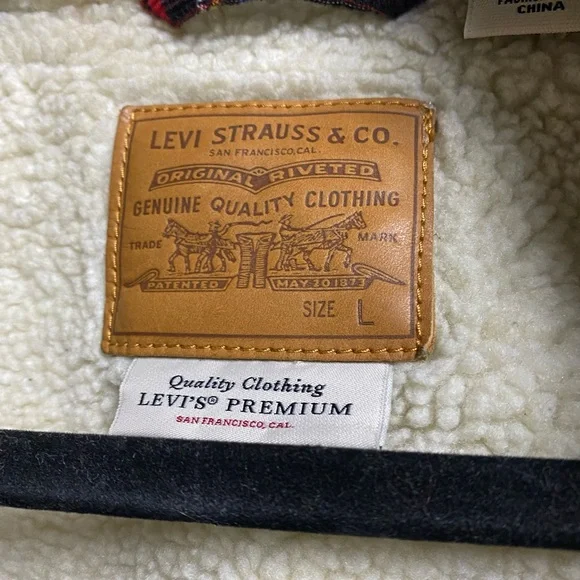 CHINA
LEVI STRAUSS & CO.
SAN FRANCISCO, CAL.
ORIGINAL RIVETED
GENUINE QUALITY CLOTHING
TRADE MARK
PATENTED MAY 20 1873
SIZE L
Quality Clothing
LEVI'S® PREMIUM
SAN FRANCISCO, CAL.